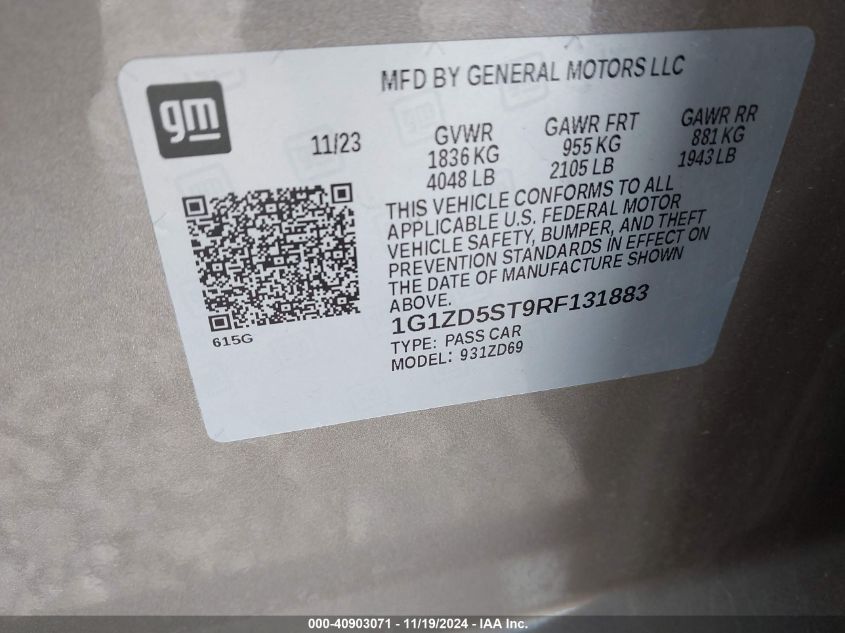 gm
MFD BY GENERAL MOTORS LLC
11/23
GVWR
1836 KG
4048 LB
GAWR FRT
955 KG
2105 LB
GAWR RR
881 KG
1943 LB
THIS VEHICLE CONFORMS TO ALL
APPLICABLE U.S. FEDERAL MOTOR
VEHICLE SAFETY, BUMPER, AND THEFT
PREVENTION STANDARDS IN EFFECT ON
THE DATE OF MANUFACTURE SHOWN
ABOVE.
1G1ZD5ST9RF131883
TYPE: PASS CAR
MODEL: 931ZD69
615G
000-40903071 - 11/19/2024 - IAA Inc.